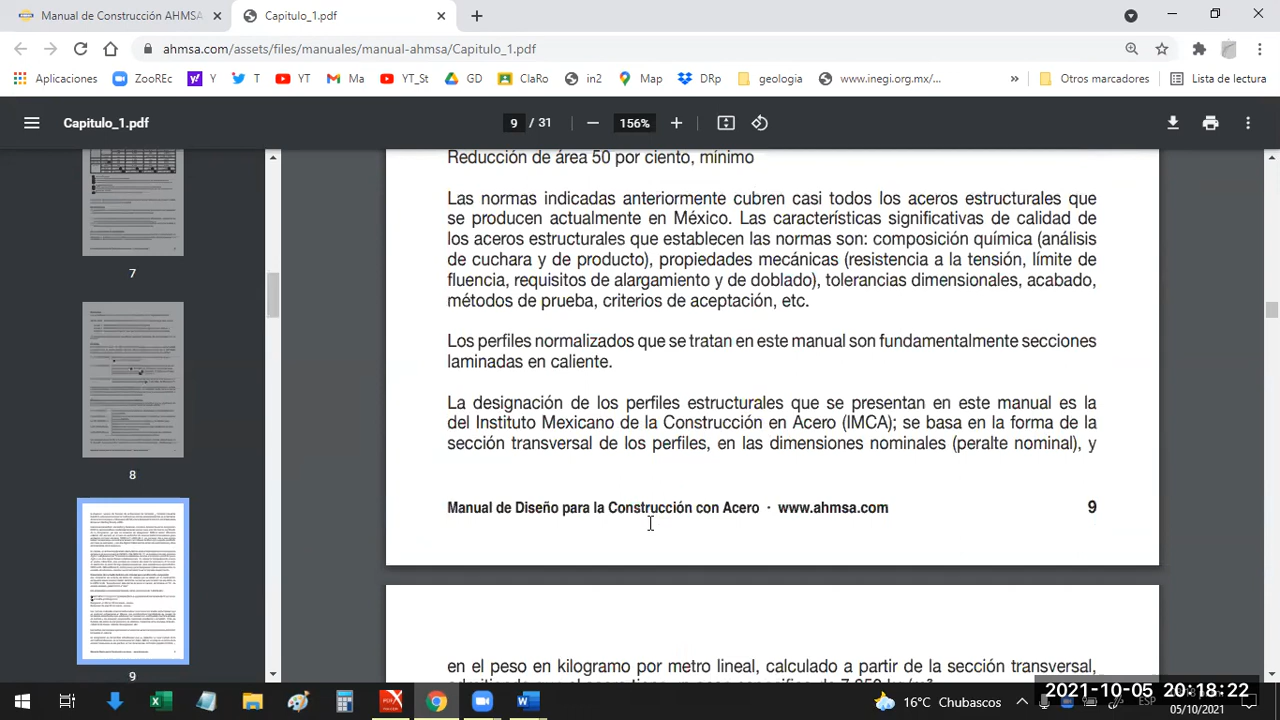 Manual de Construcción AHMSA
Capitulo_1.pdf
ahmsa.com/assets/files/manuales/manual-ahmsa/Capitulo_1.pdf
Aplicaciones ZooREc Y T YT Ma YT_St GD ClaRo in2 Map DRp geologia www.inegi.org.mx/... » Otros marcadores Lista de lectura
Capitulo_1.pdf 9 / 31 156%
7
8
9
Reducción de área 50 por ciento, mínimo
Las normas indicadas anteriormente cubren casi todos los aceros estructurales que
se producen actualmente en México. Las características significativas de calidad de
los aceros estructurales que establecen las normas son: composición química (análisis
de cuchara y de producto), propiedades mecánicas (resistencia a la tensión, límite de
fluencia, requisitos de alargamiento y de doblado), tolerancias dimensionales, acabado,
métodos de prueba, criterios de aceptación, etc.
Los perfiles normalizados que se tratan en este manual son fundamentalmente secciones
laminadas en caliente.
La designación de los perfiles estructurales que se presentan en este manual es la
del Instituto Mexicano de la Construcción en Acero (IMCA); se basa en la forma de la
sección transversal de los perfiles, en las dimensiones nominales (peralte nominal), y
Manual de Diseño para la Construcción con Acero · www.ahmsa.com 9
en el peso en kilogramo por metro lineal, calculado a partir de la sección transversal,
16°C Chubascos
ESP
2021-10-05 20:18:22
05/10/2021